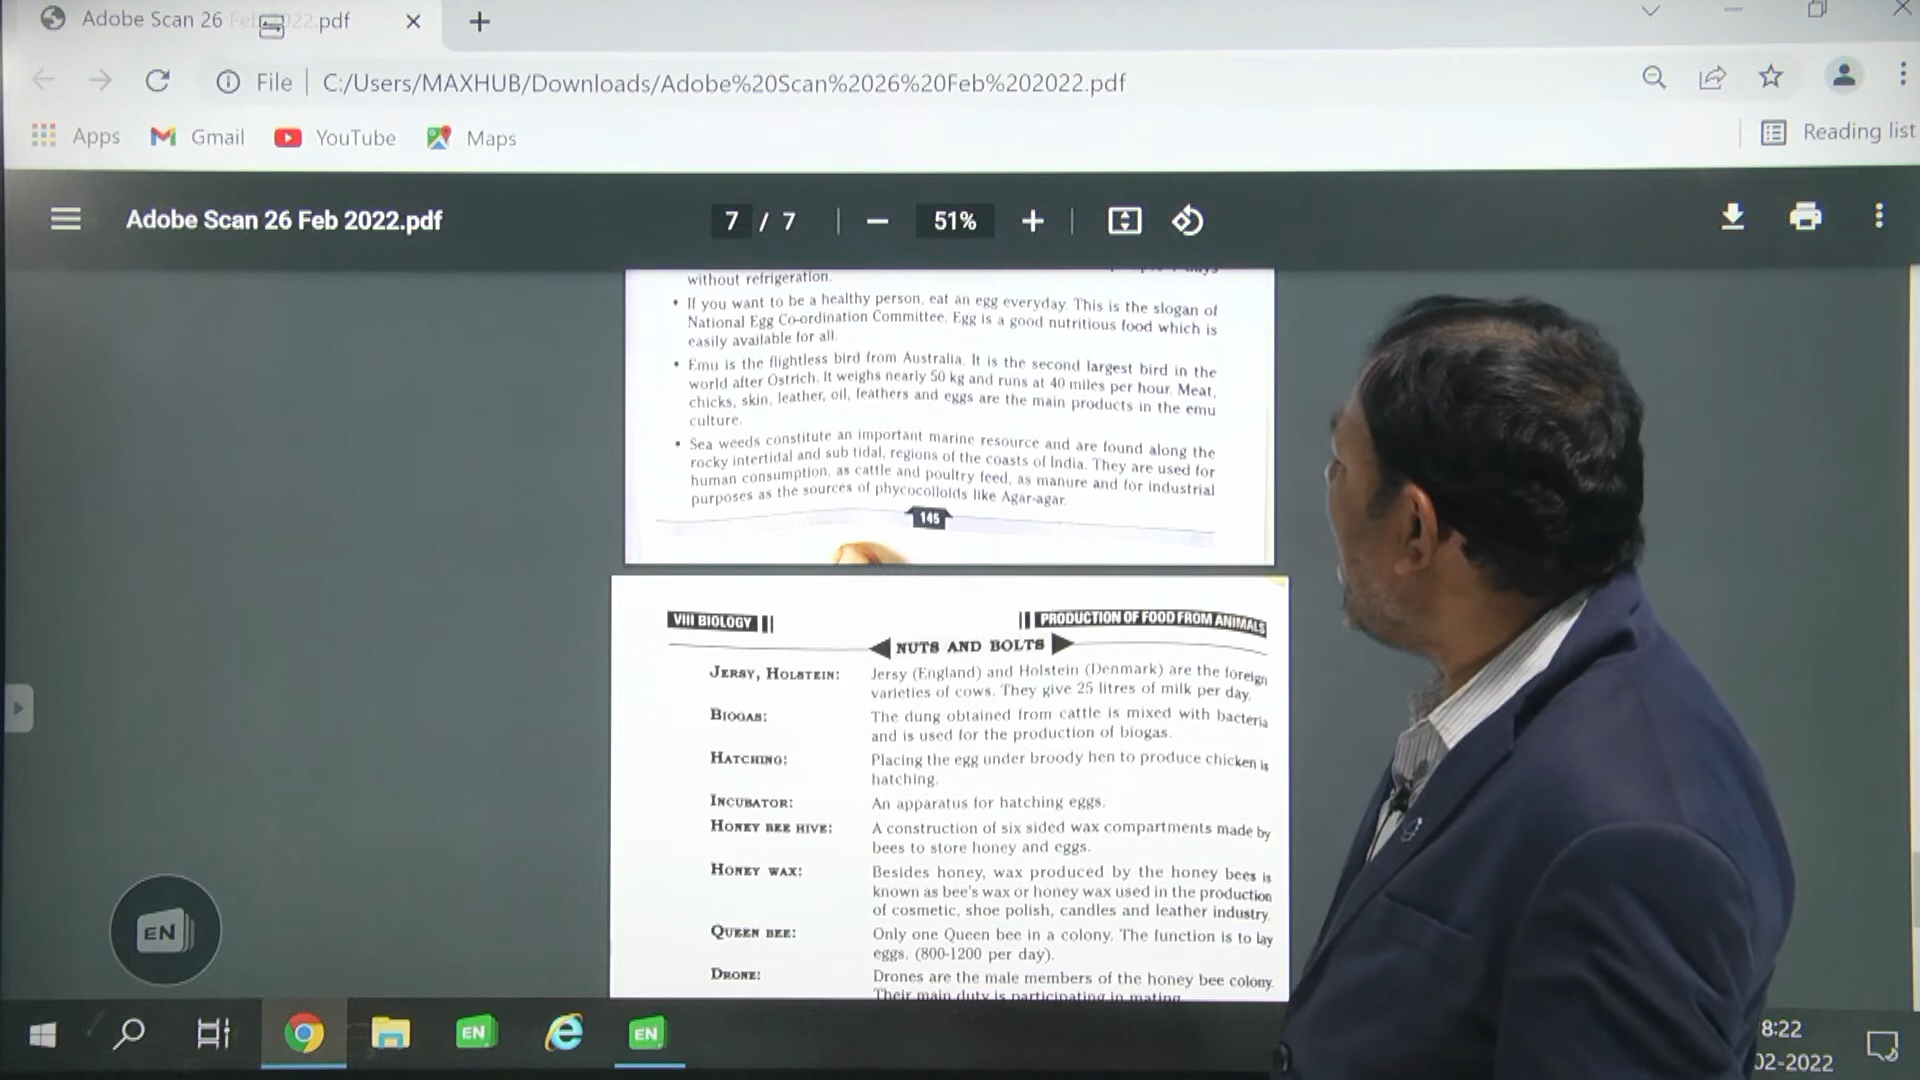 Adobe Scan 26 Feb 2022.pdf
File
C:/Users/MAXHUB/Downloads/Adobe%20Scan%2026%20Feb%202022.pdf
Apps
Gmail
YouTube
Maps
Reading list
Adobe Scan 26 Feb 2022.pdf
7 / 7
51%
without refrigeration.
• If you want to be a healthy person, eat an egg everyday. This is the slogan of
National Egg Co-ordination Committee. Egg is a good nutritious food which is
easily available for all.
• Emu is the flightless bird from Australia. It is the second largest bird in the
world after Ostrich. It weighs nearly 50 kg and runs at 40 miles per hour. Meat,
chicks, skin, leather, oil, feathers and eggs are the main products in the emu
culture.
• Sea weeds constitute an important marine resource and are found along the
rocky intertidal and sub tidal, regions of the coasts of India. They are used for
human consumption, as cattle and poultry feed, as manure and for industrial
purposes as the sources of phycocolloids like Agar-agar.
145
VIII BIOLOGY
PRODUCTION OF FOOD FROM ANIMALS
NUTS AND BOLTS
JERSY, HOLSTEIN: Jersy (England) and Holstein (Denmark) are the foreign
varieties of cows. They give 25 litres of milk per day.
BIOGAS: The dung obtained from cattle is mixed with bacteria
and is used for the production of biogas.
HATCHING: Placing the egg under broody hen to produce chicken is
hatching.
INCUBATOR: An apparatus for hatching eggs.
HONEY BEE HIVE: A construction of six sided wax compartments made by
bees to store honey and eggs.
HONEY WAX: Besides honey, wax produced by the honey bees is
known as bee's wax or honey wax used in the production
of cosmetic, shoe polish, candles and leather industry.
QUEEN BEE: Only one Queen bee in a colony. The function is to lay
eggs. (800-1200 per day).
DRONE: Drones are the male members of the honey bee colony.
Their main duty is participating in mating
EN
EN
EN
8:22
02-2022